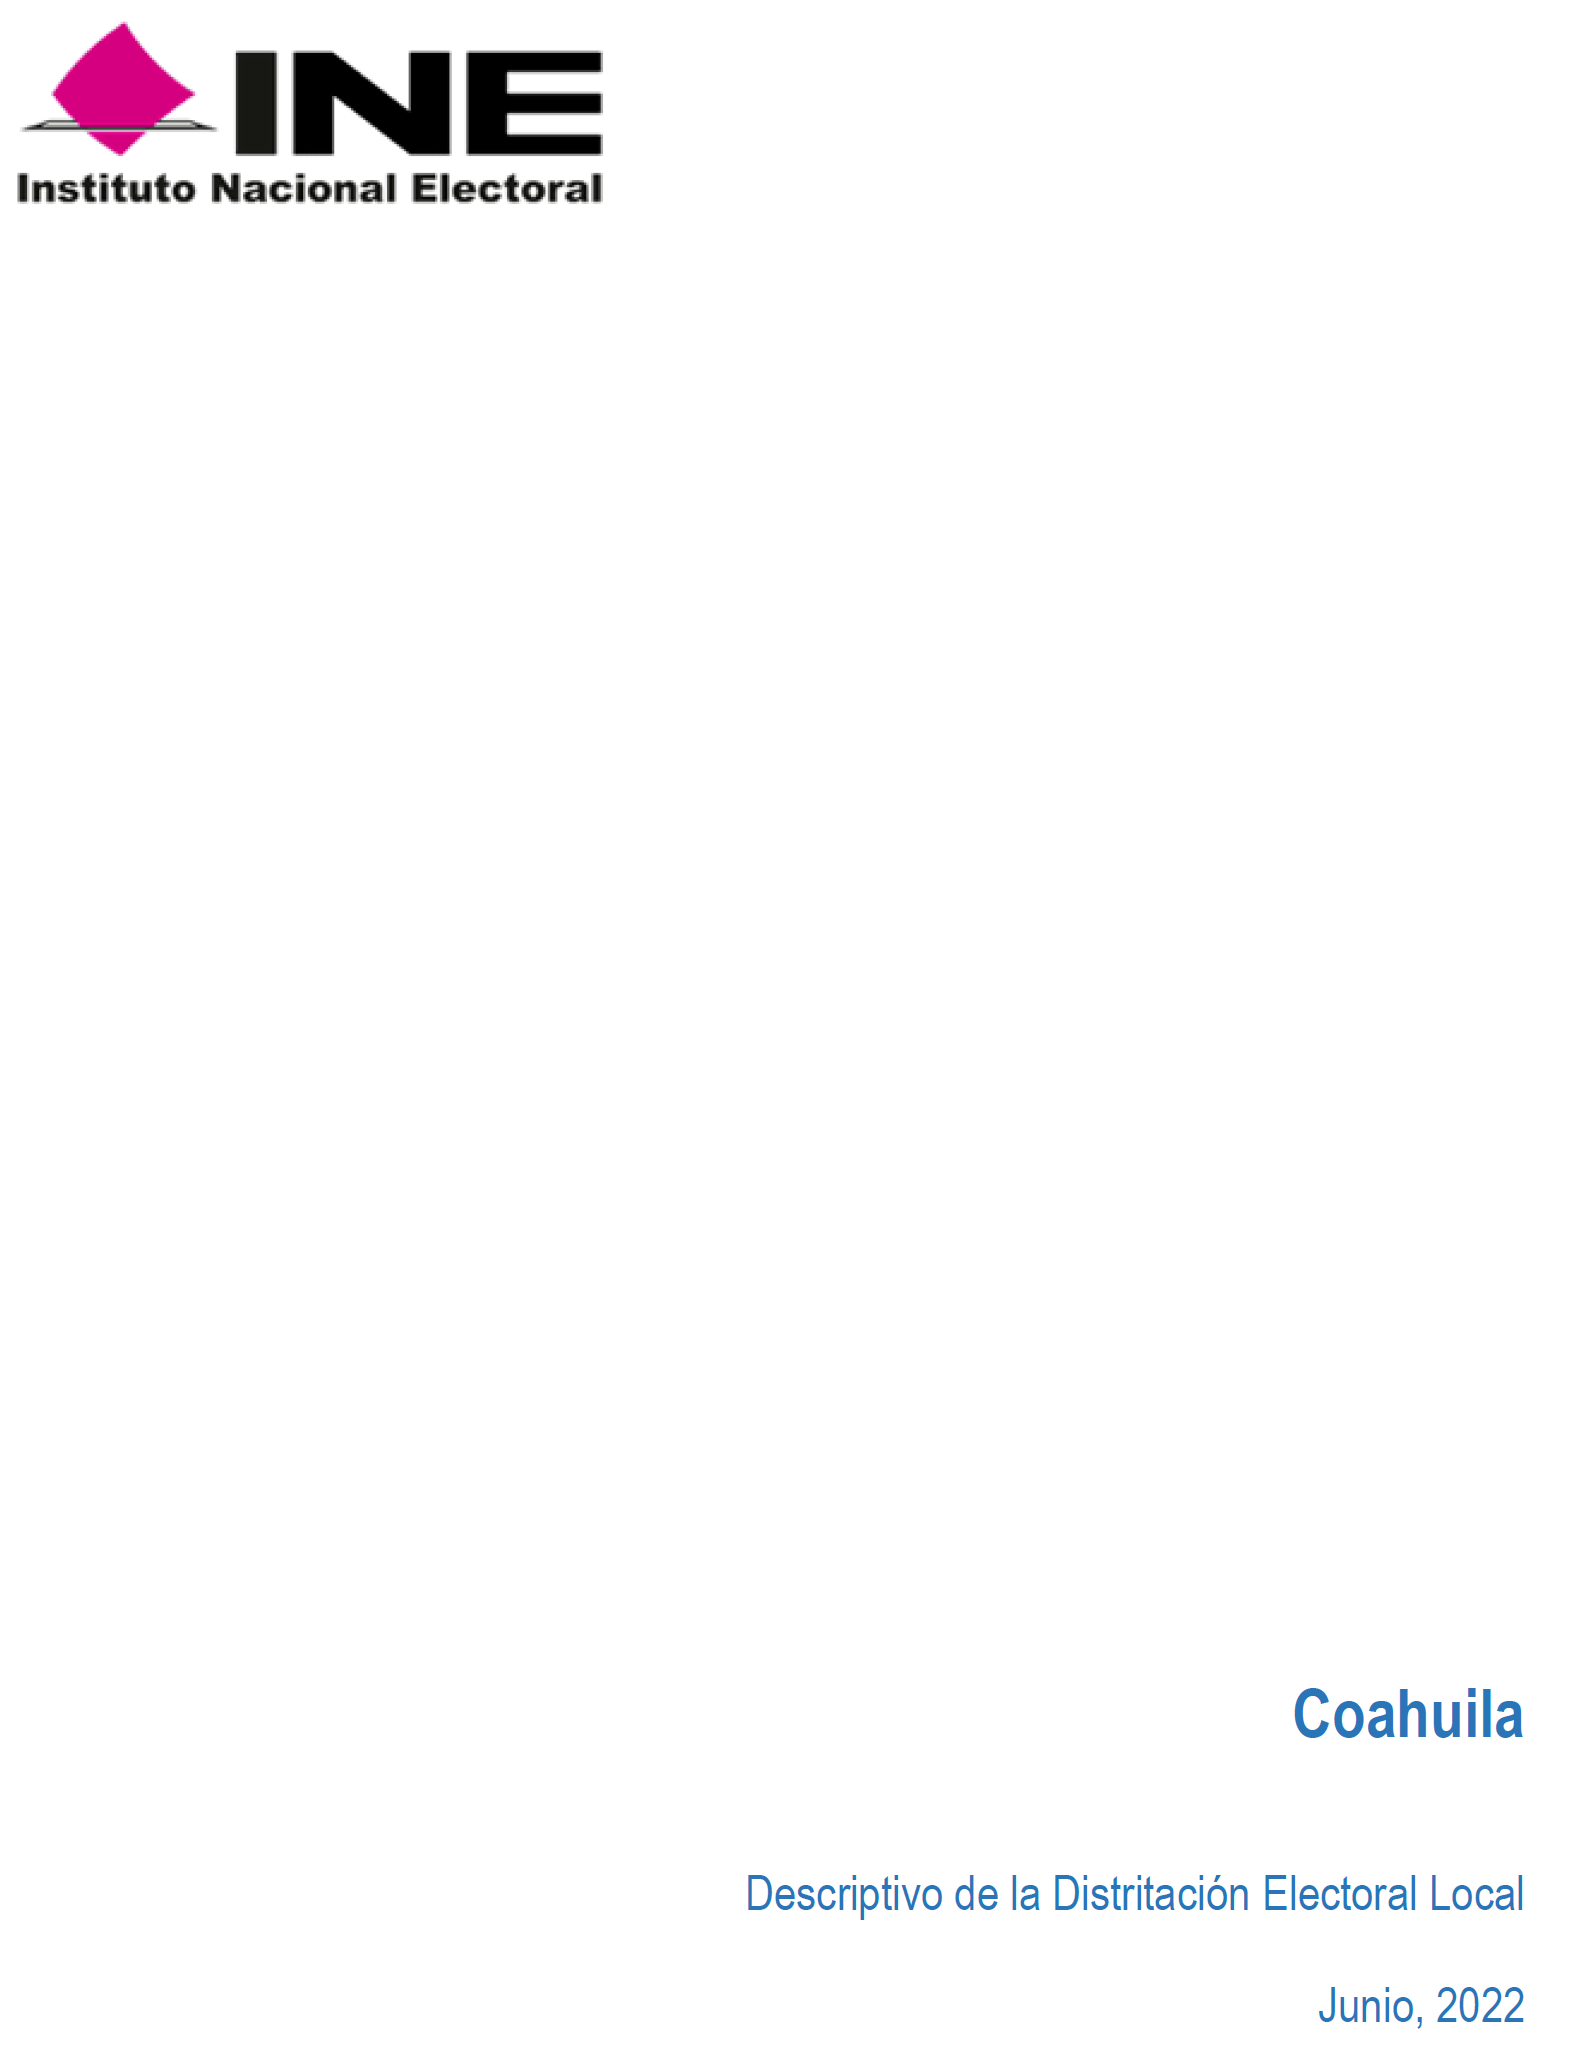 INE
Instituto Nacional Electoral
Coahuila
Descriptivo de la Distritación Electoral Local
Junio, 2022